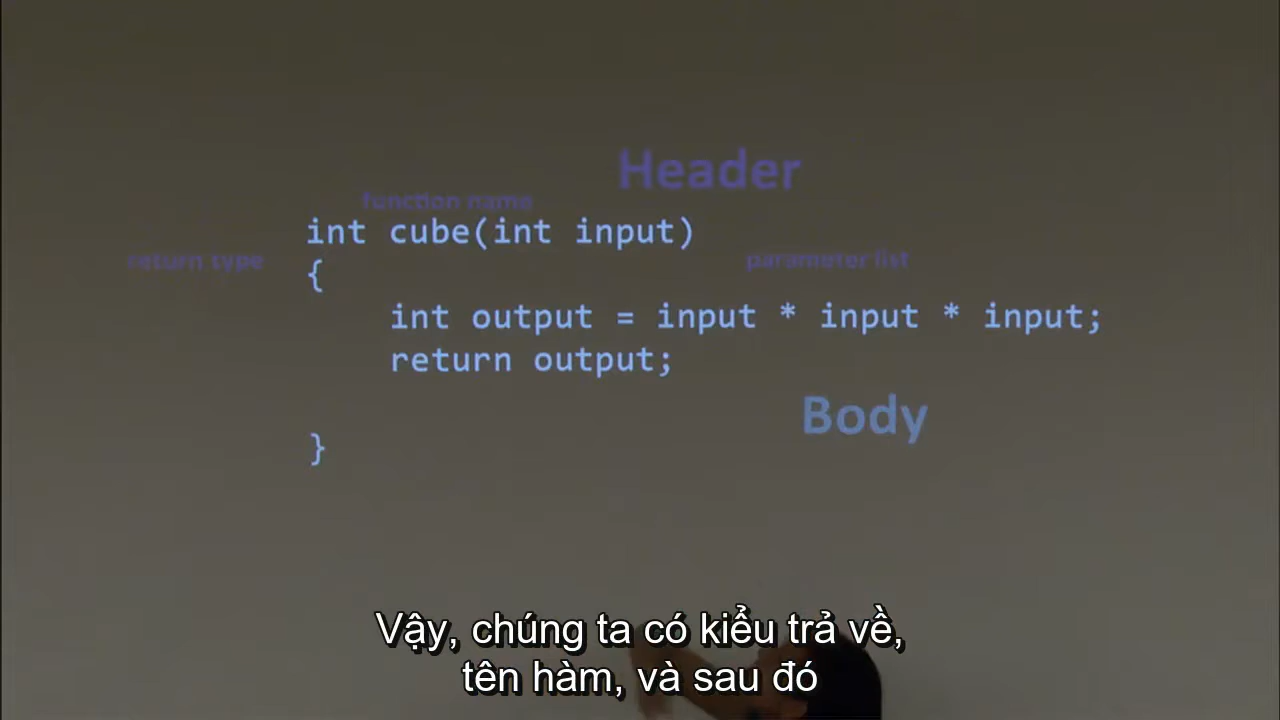 Header
function name
int cube(int input)
return type
parameter list
{
int output = input * input * input;
return output;
Body
}
Vậy, chúng ta có kiểu trả về,
tên hàm, và sau đó